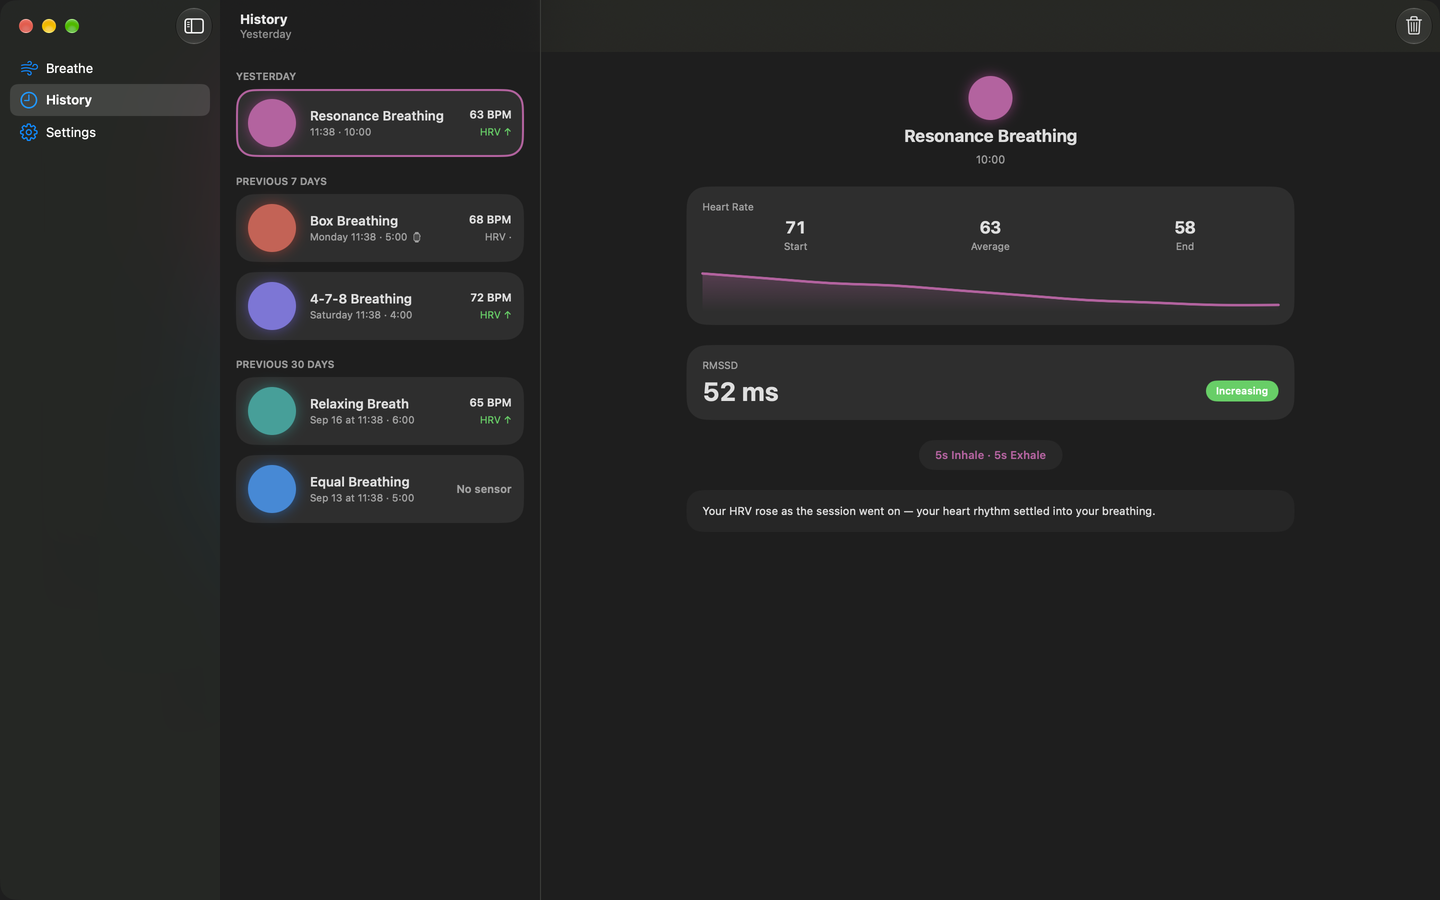 Breathe
History
Settings
History
Yesterday
YESTERDAY
Resonance Breathing
63 BPM
11:38 · 10:00
HRV ↑
PREVIOUS 7 DAYS
Box Breathing
68 BPM
Monday 11:38 · 5:00
HRV ·
4-7-8 Breathing
72 BPM
Saturday 11:38 · 4:00
HRV ↑
PREVIOUS 30 DAYS
Relaxing Breath
65 BPM
Sep 16 at 11:38 · 6:00
HRV ↑
Equal Breathing
No sensor
Sep 13 at 11:38 · 5:00
Resonance Breathing
10:00
Heart Rate
71
63
58
Start
Average
End
RMSSD
52 ms
Increasing
5s Inhale · 5s Exhale
Your HRV rose as the session went on — your heart rhythm settled into your breathing.